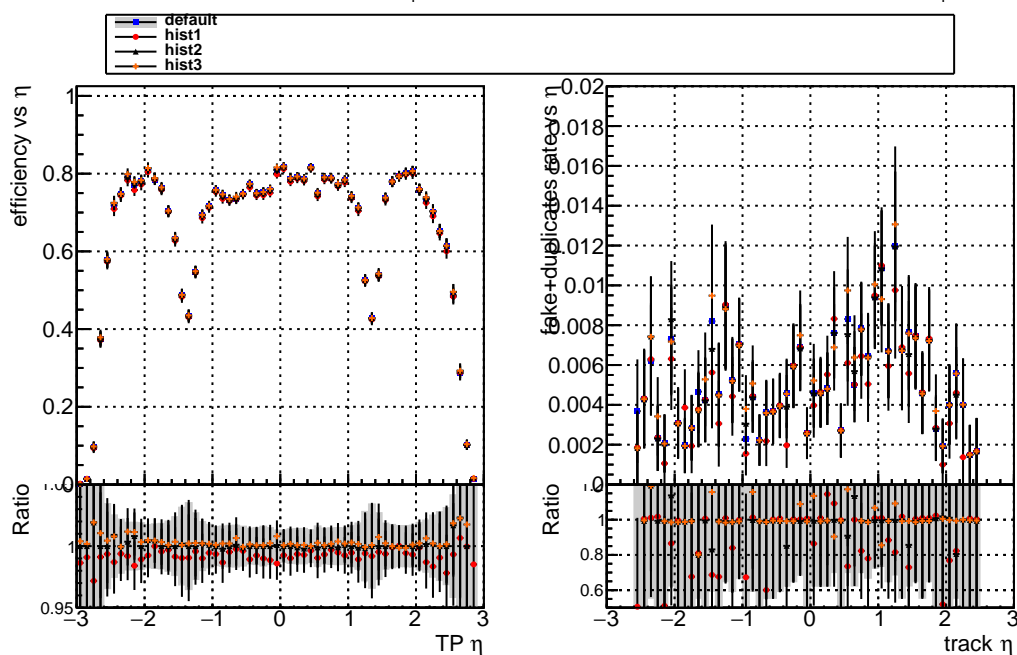 default
hist1
hist2
hist3
efficiency vs η
1
0.8
0.6
0.4
0.2
0
Ratio
1
0.95
−3 −2 −1 0 1 2 3
TP η
fake+duplicates rate vs η
0.02
0.018
0.016
0.014
0.012
0.01
0.008
0.006
0.004
0.002
0
Ratio
1
0.8
0.6
−3 −2 −1 0 1 2 3
track η